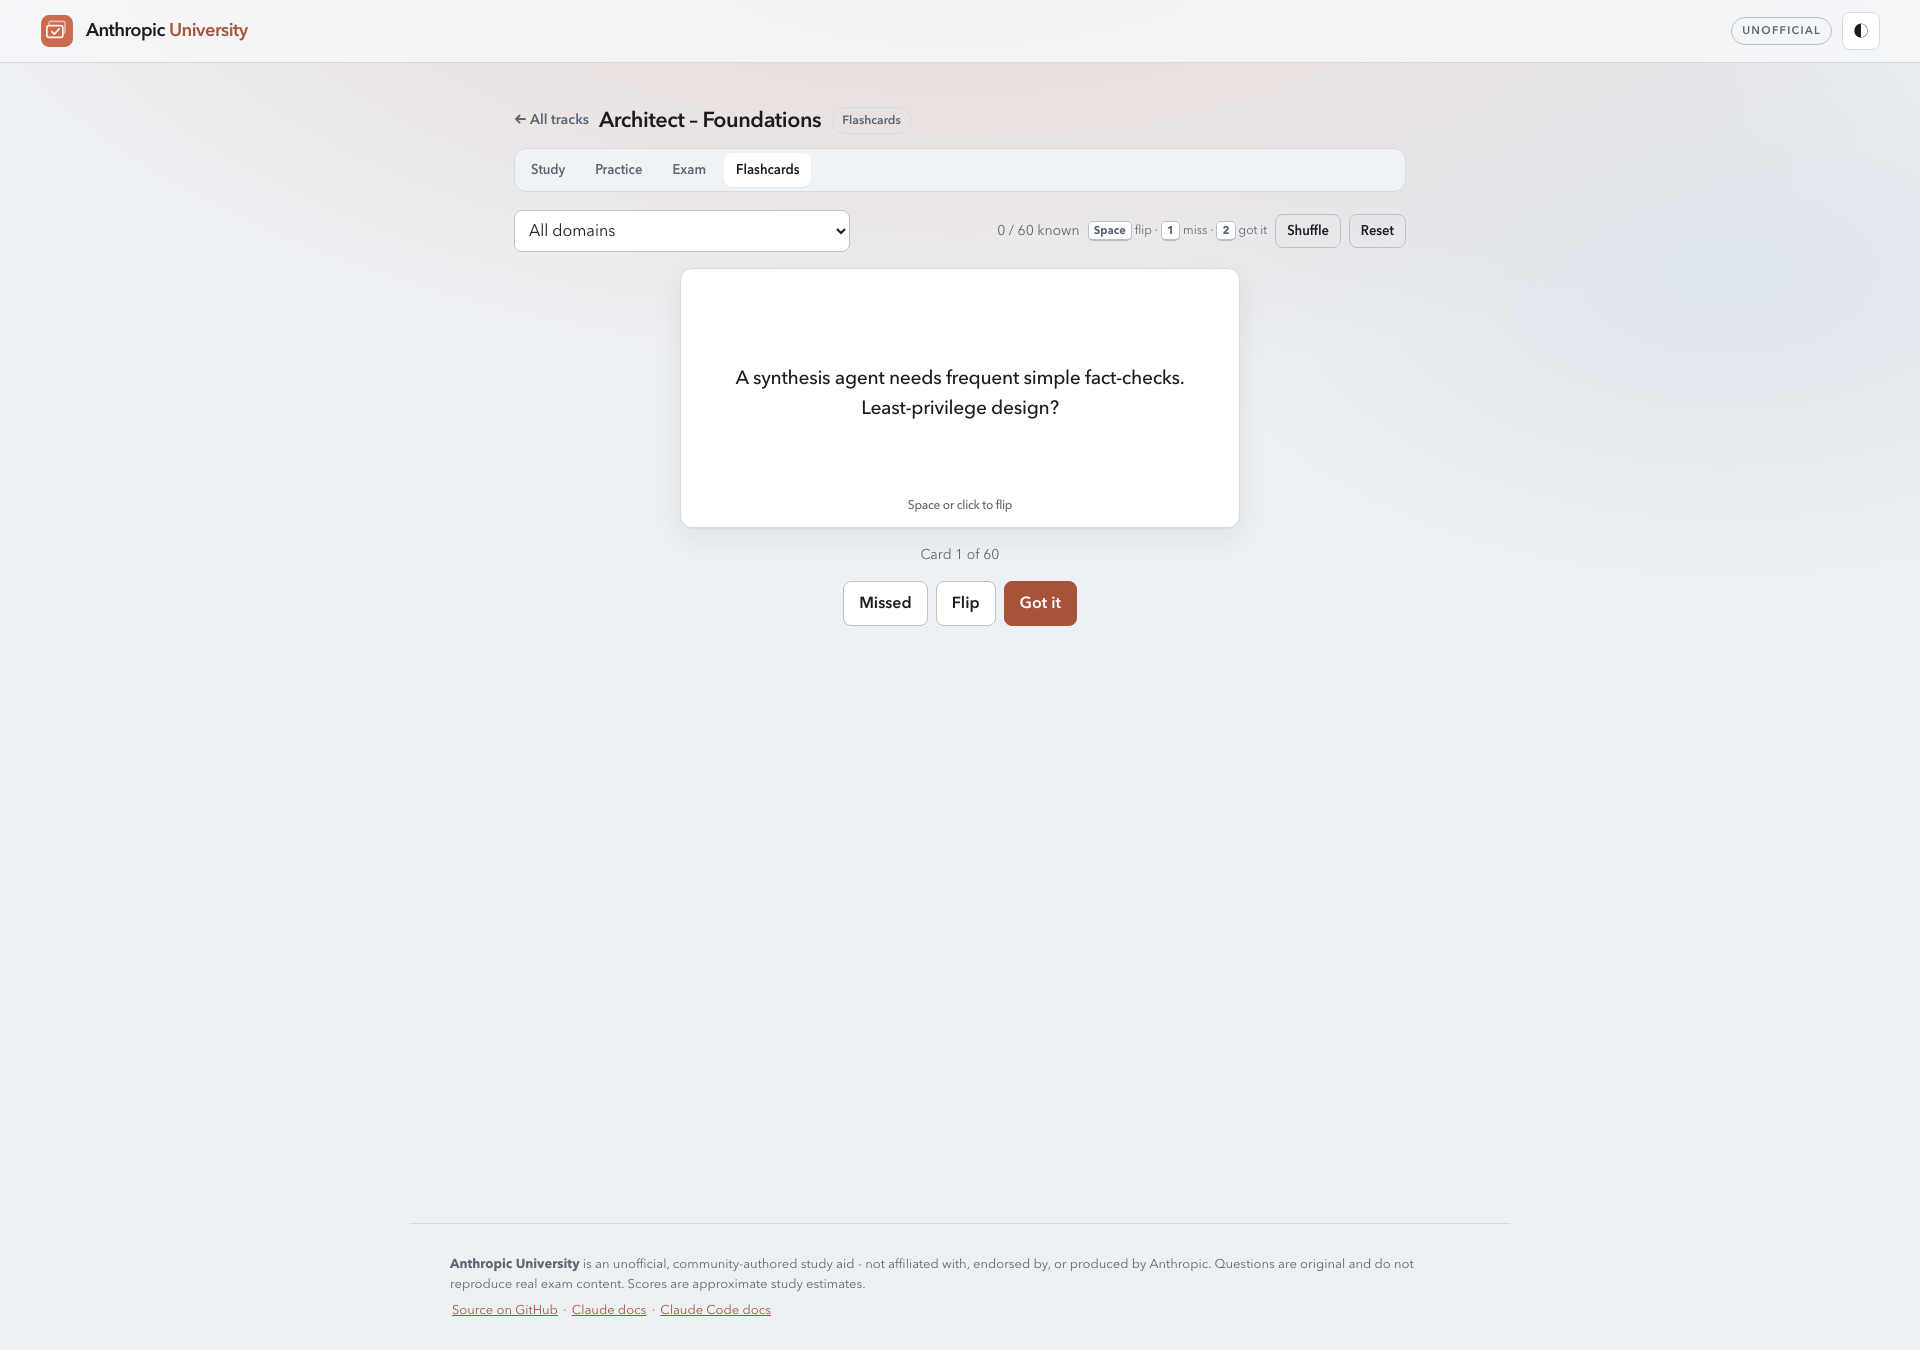 Anthropic University
UNOFFICIAL
← All tracks Architect – Foundations Flashcards
Study Practice Exam Flashcards
All domains
0 / 60 known Space flip · 1 miss · 2 got it Shuffle Reset
A synthesis agent needs frequent simple fact-checks.
Least-privilege design?
Space or click to flip
Card 1 of 60
Missed Flip Got it
Anthropic University is an unofficial, community-authored study aid - not affiliated with, endorsed by, or produced by Anthropic. Questions are original and do not
reproduce real exam content. Scores are approximate study estimates.
Source on GitHub · Claude docs · Claude Code docs